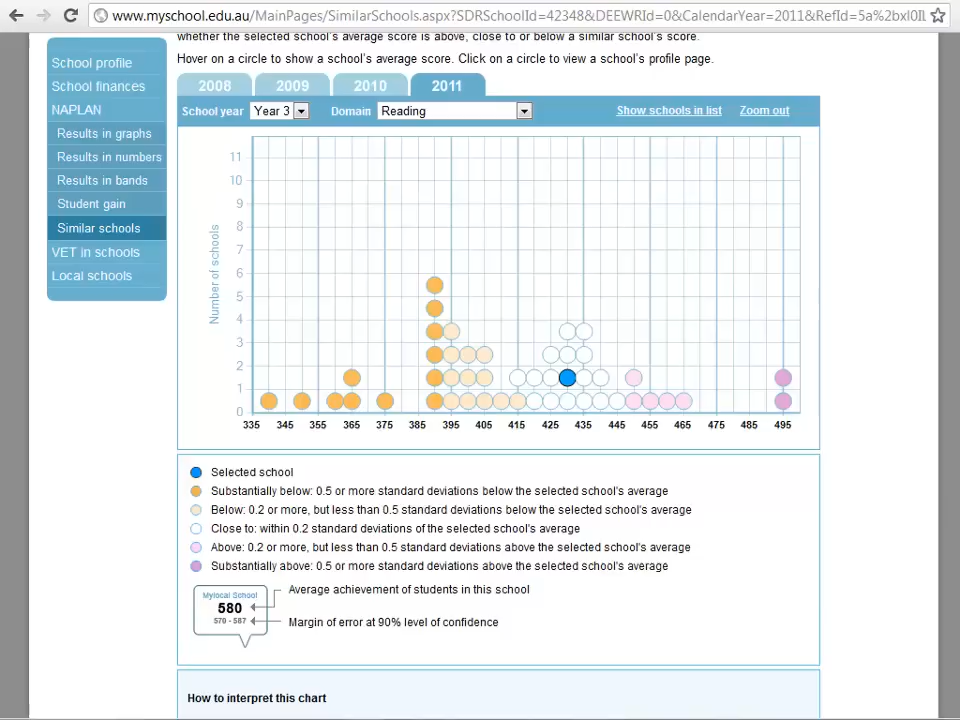 www.myschool.edu.au/MainPages/SimilarSchools.aspx?SDRSchoolId=42348&DEEWRId=0&CalendarYear=2011&RefId=5a%2bxl0IL
whether the selected school's average score is above, close to or below a similar school's score.
Hover on a circle to show a school's average score. Click on a circle to view a school's profile page.
School profile
School finances
NAPLAN
Results in graphs
Results in numbers
Results in bands
Student gain
Similar schools
VET in schools
Local schools
2008 2009 2010 2011
School year Year 3 Domain Reading Show schools in list Zoom out
Number of schools
11
10
9
8
7
6
5
4
3
2
1
0
335 345 355 365 375 385 395 405 415 425 435 445 455 465 475 485 495
Selected school
Substantially below: 0.5 or more standard deviations below the selected school's average
Below: 0.2 or more, but less than 0.5 standard deviations below the selected school's average
Close to: within 0.2 standard deviations of the selected school's average
Above: 0.2 or more, but less than 0.5 standard deviations above the selected school's average
Substantially above: 0.5 or more standard deviations above the selected school's average
Mylocal School
580
570 - 587
Average achievement of students in this school
Margin of error at 90% level of confidence
How to interpret this chart